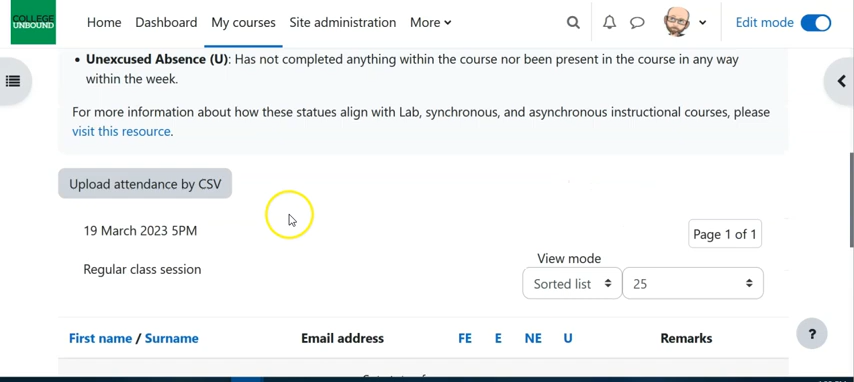 COLLEGE
UNBOUND
Home Dashboard My courses Site administration More Edit mode
• Unexcused Absence (U): Has not completed anything within the course nor been present in the course in any way
within the week.
For more information about how these statues align with Lab, synchronous, and asynchronous instructional courses, please
visit this resource.
Upload attendance by CSV
19 March 2023 5PM
Page 1 of 1
View mode
Regular class session
Sorted list 25
?
First name / Surname Email address FE E NE U Remarks